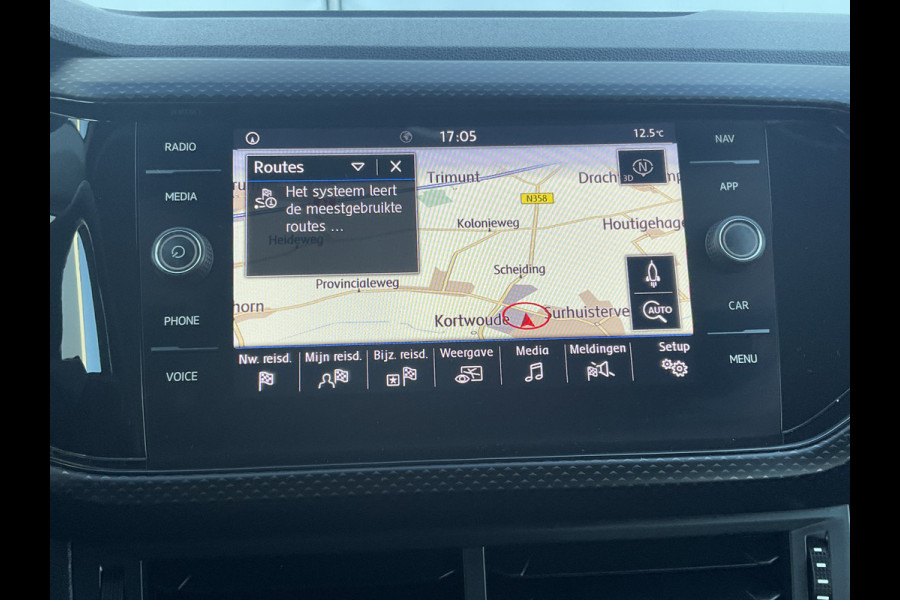 17:05
12.5°C
RADIO
MEDIA
PHONE
VOICE
NAV
APP
CAR
MENU
Routes
Het systeem leert
de meestgebruikte
routes ...
Heideweg
Trimunt
N358
N
3D
Kolonieweg
Houtigehage
Scheiding
Provincialeweg
Kortwoude
Surhuisterve
AUTO
Nw. reisd.
Mijn reisd.
Bijz. reisd.
Weergave
Media
Meldingen
Setup